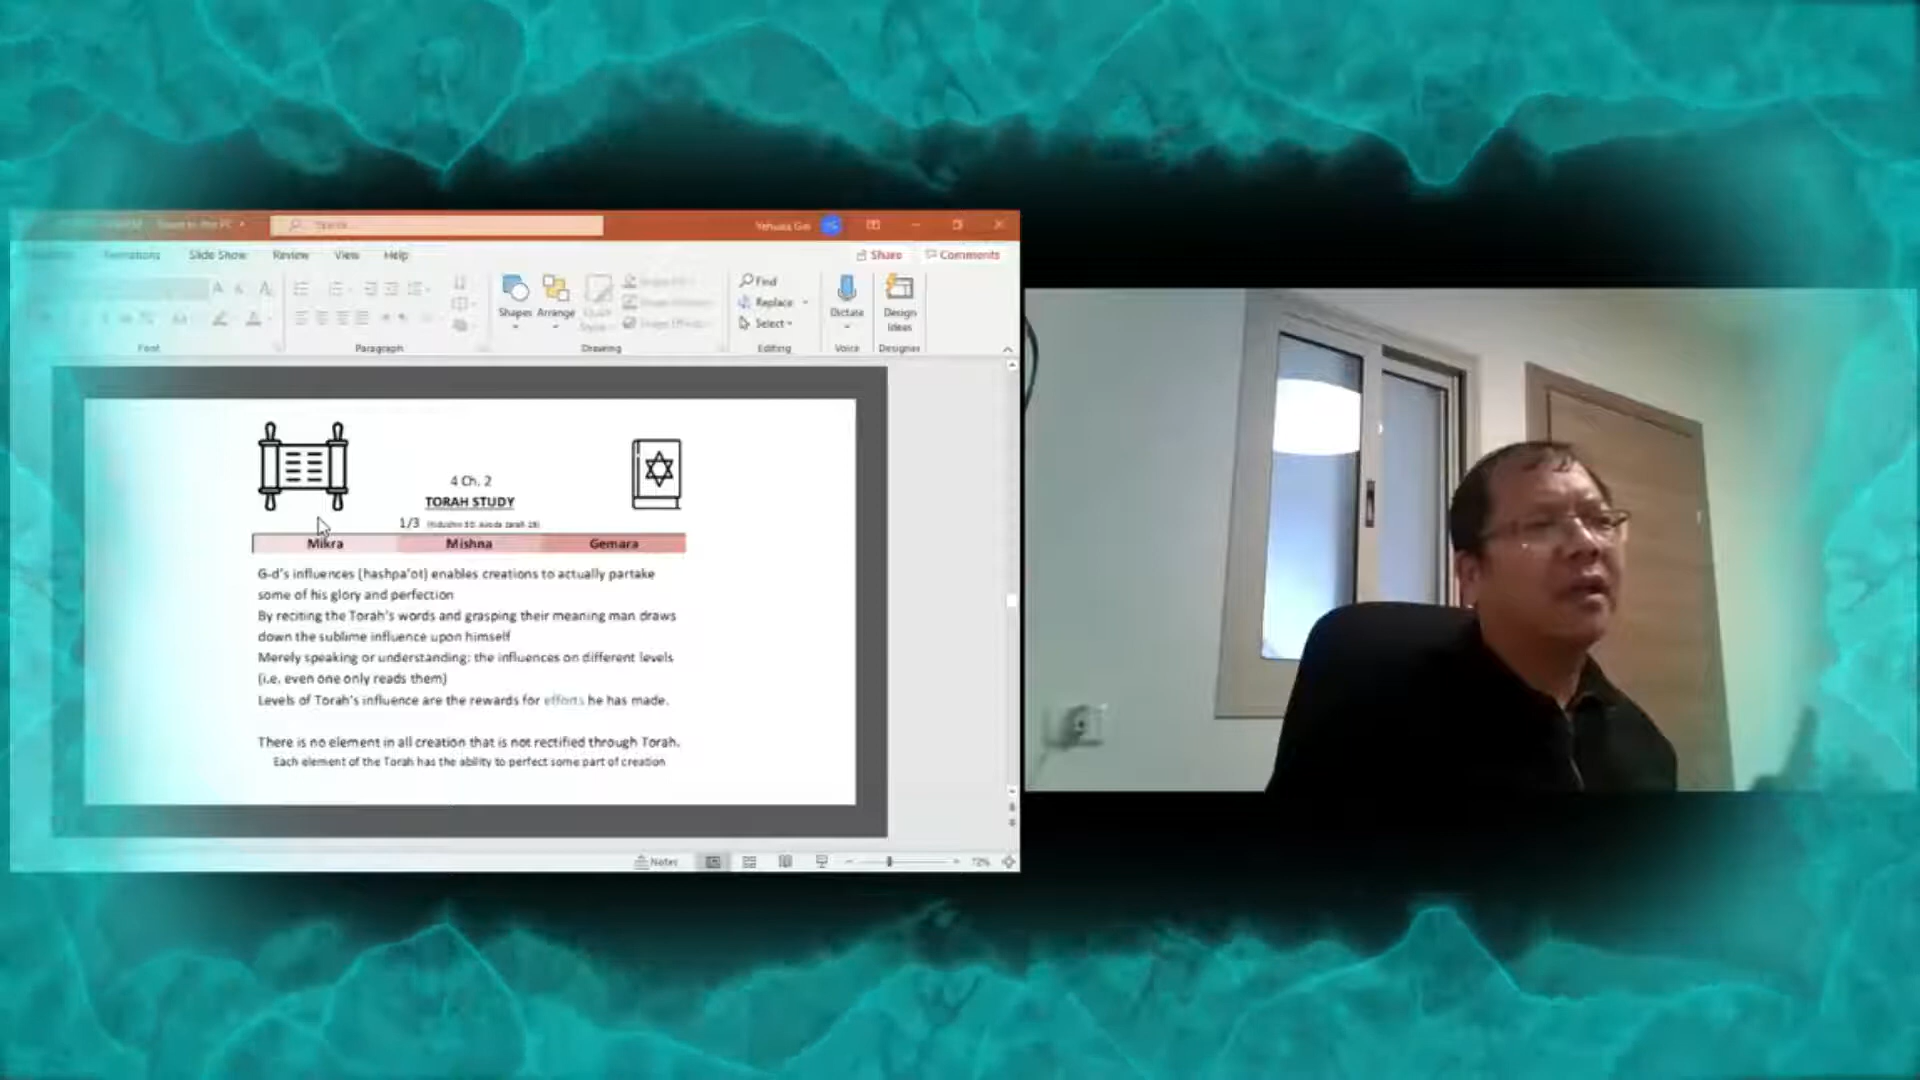 Yehuda Gin
Slide Show Review View Help
Share Comments
Find
Replace
Select
Shapes Arrange
Dictate
Design
Ideas
Font
Paragraph
Drawing
Editing
Voice
Designer
4 Ch. 2
TORAH STUDY
1/3
Mikra Mishna Gemara
G-d's influences (hashpa'ot) enables creations to actually partake
some of his glory and perfection
By reciting the Torah's words and grasping their meaning man draws
down the sublime influence upon himself
Merely speaking or understanding: the influences on different levels
(i.e. even one only reads them)
Levels of Torah's influence are the rewards for efforts he has made.
There is no element in all creation that is not rectified through Torah.
Each element of the Torah has the ability to perfect some part of creation
Notes
72%